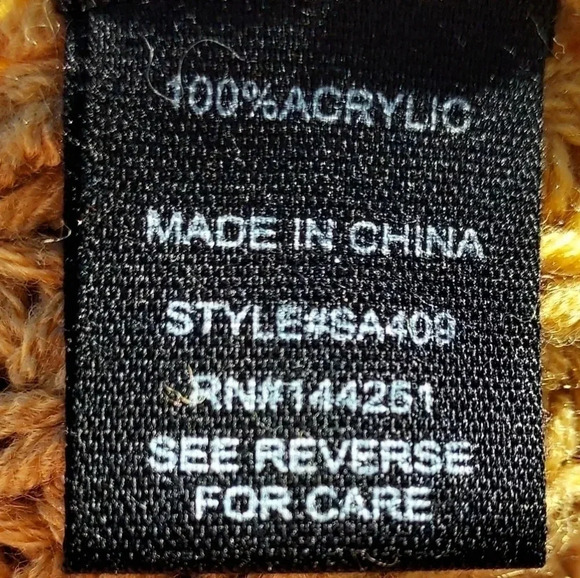 100%ACRYLIC
MADE IN CHINA
STYLE#SA409
RN#144251
SEE REVERSE
FOR CARE